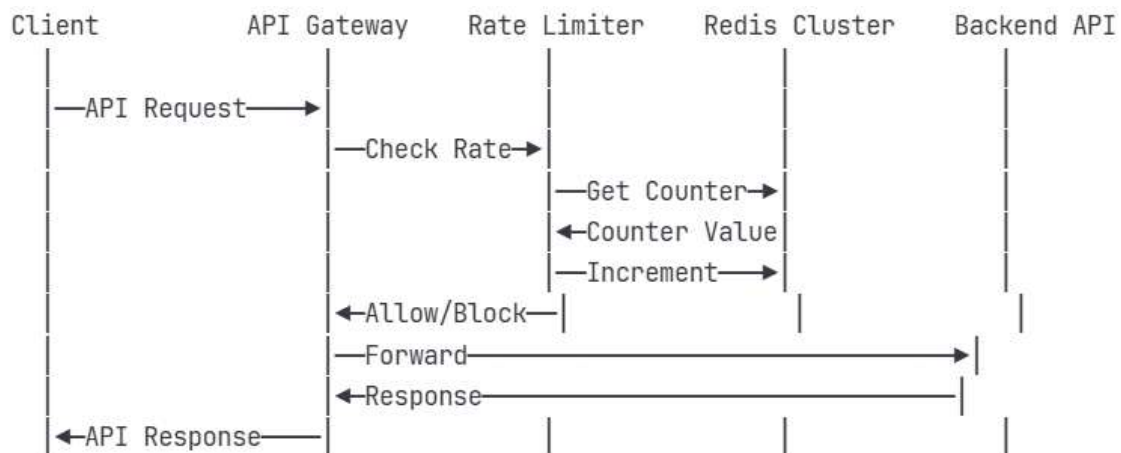 Client API Gateway Rate Limiter Redis Cluster Backend API
API Request
Check Rate
Get Counter
Counter Value
Increment
Allow/Block
Forward
Response
API Response